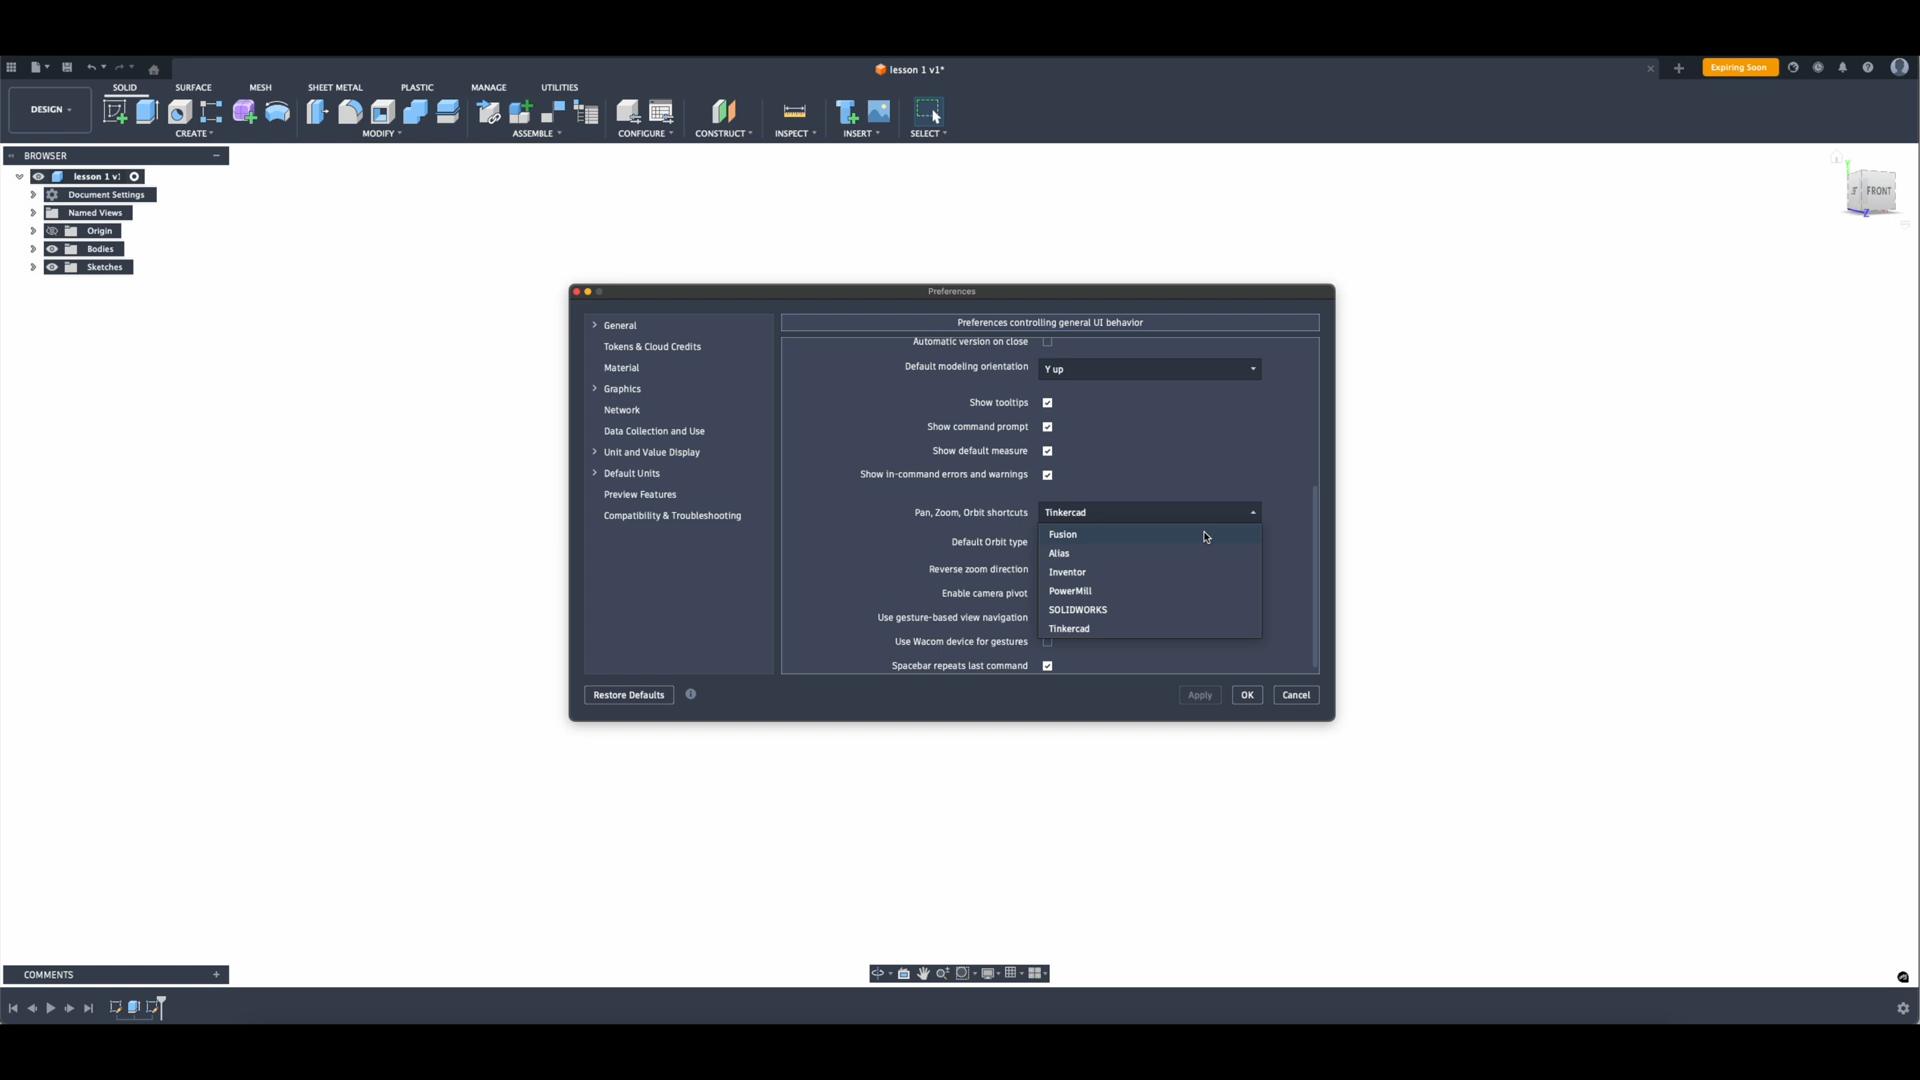 lesson 1 v1*
Expiring Soon
SOLID SURFACE MESH SHEET METAL PLASTIC MANAGE UTILITIES
DESIGN
CREATE MODIFY ASSEMBLE CONFIGURE CONSTRUCT INSPECT INSERT SELECT
BROWSER
lesson 1 v1
Document Settings
Named Views
Origin
Bodies
Sketches
Y
FRONT
Z
Preferences
General
Tokens & Cloud Credits
Material
Graphics
Network
Data Collection and Use
Unit and Value Display
Default Units
Preview Features
Compatibility & Troubleshooting
Preferences controlling general UI behavior
Automatic version on close
Default modeling orientation Y up
Show tooltips
Show command prompt
Show default measure
Show in-command errors and warnings
Pan, Zoom, Orbit shortcuts Tinkercad
Fusion
Default Orbit type
Alias
Reverse zoom direction
Inventor
Enable camera pivot
PowerMill
Use gesture-based view navigation
SOLIDWORKS
Tinkercad
Use Wacom device for gestures
Spacebar repeats last command
Restore Defaults Apply OK Cancel
COMMENTS